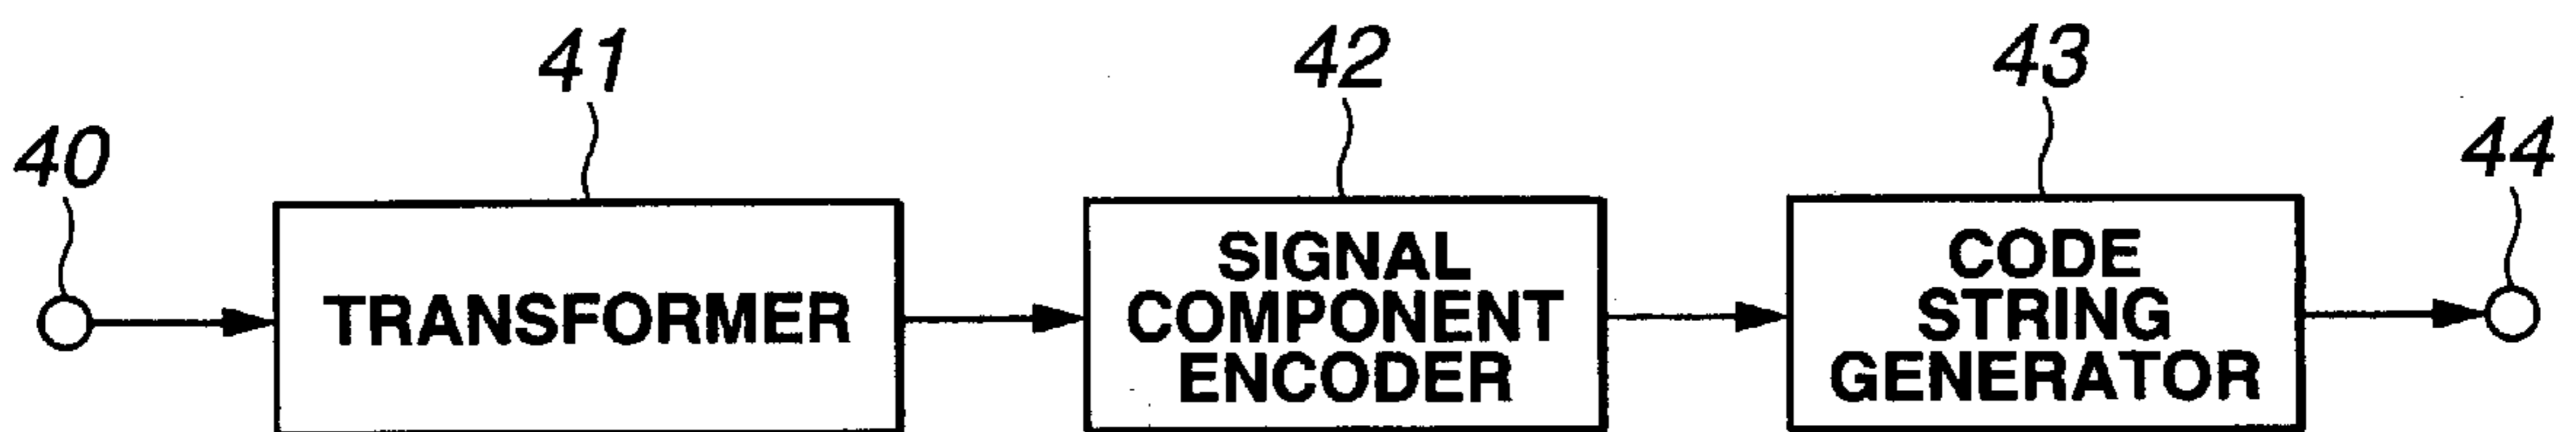 41
42
43
40
44
TRANSFORMER
SIGNAL
COMPONENT
ENCODER
CODE
STRING
GENERATOR